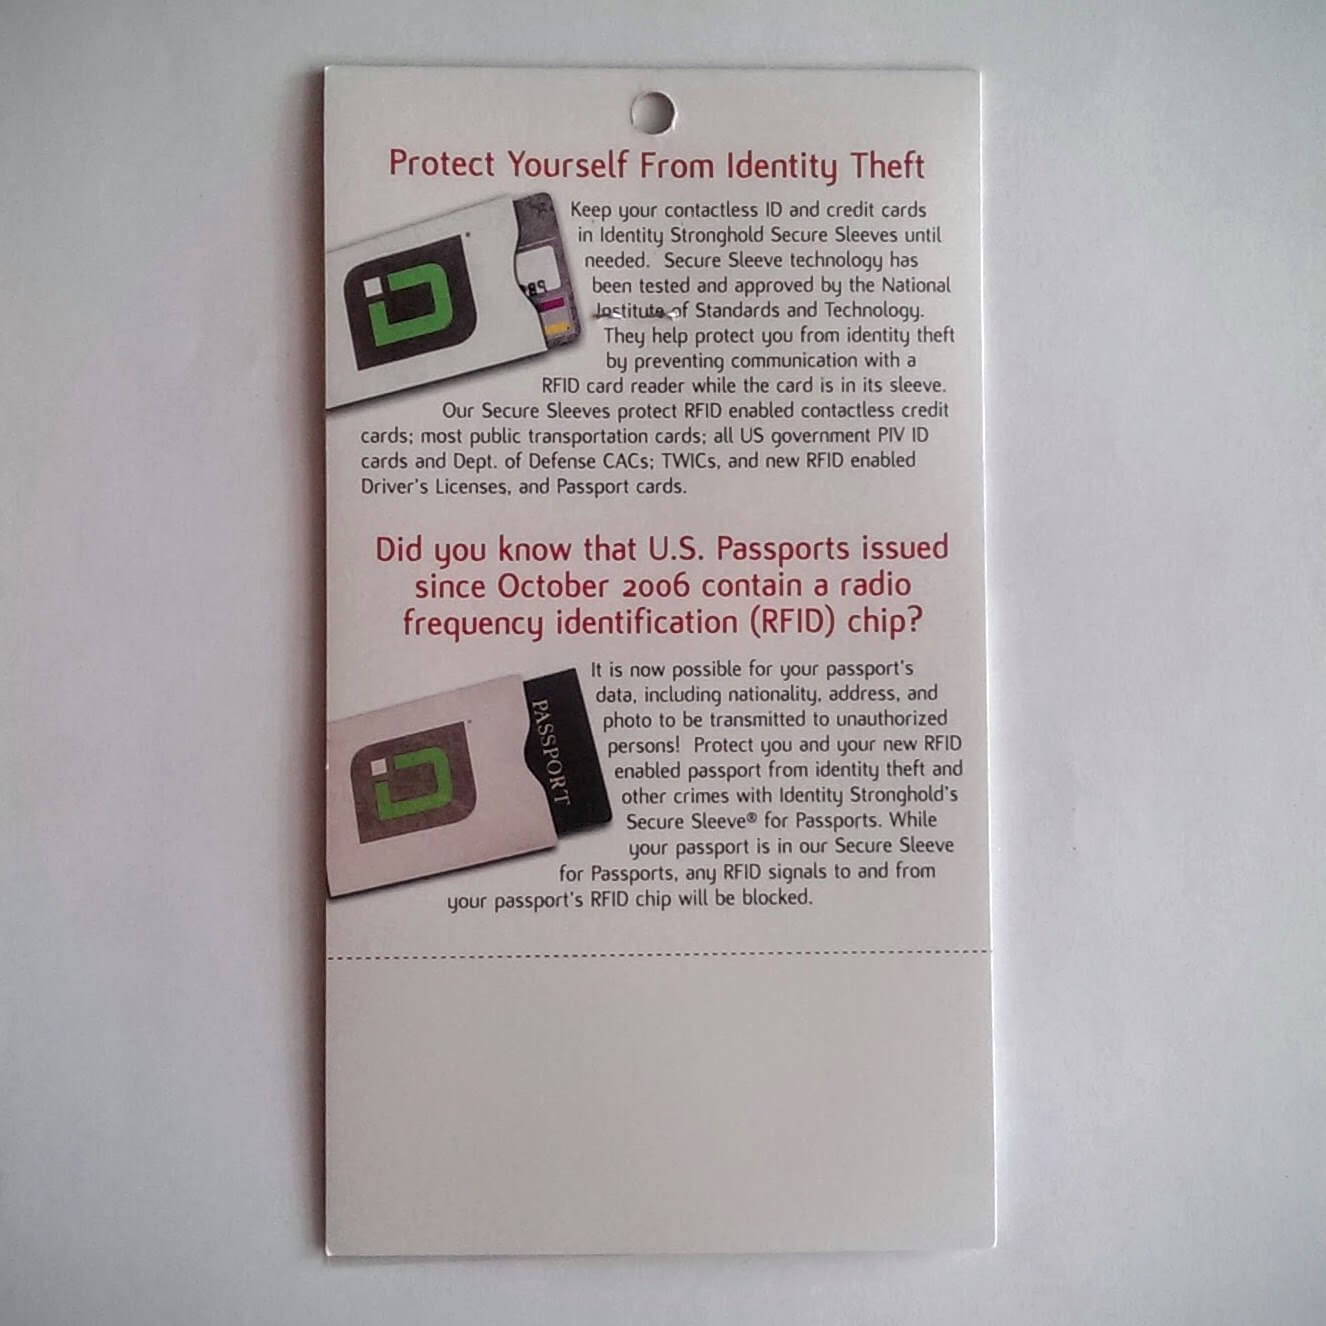 Protect Yourself From Identity Theft
Keep your contactless ID and credit cards
in Identity Stronghold Secure Sleeves until
needed. Secure Sleeve technology has
been tested and approved by the National
Institute of Standards and Technology.
They help protect you from identity theft
by preventing communication with a
RFID card reader while the card is in its sleeve.
Our Secure Sleeves protect RFID enabled contactless credit
cards; most public transportation cards; all US government PIV ID
cards and Dept. of Defense CACs; TWICs, and new RFID enabled
Driver's Licenses, and Passport cards.
Did you know that U.S. Passports issued
since October 2006 contain a radio
frequency identification (RFID) chip?
It is now possible for your passport's
data, including nationality, address, and
photo to be transmitted to unauthorized
persons! Protect you and your new RFID
enabled passport from identity theft and
other crimes with Identity Stronghold's
Secure Sleeve® for Passports. While
your passport is in our Secure Sleeve
for Passports, any RFID signals to and from
your passport's RFID chip will be blocked.
iD
iD
PASSPORT